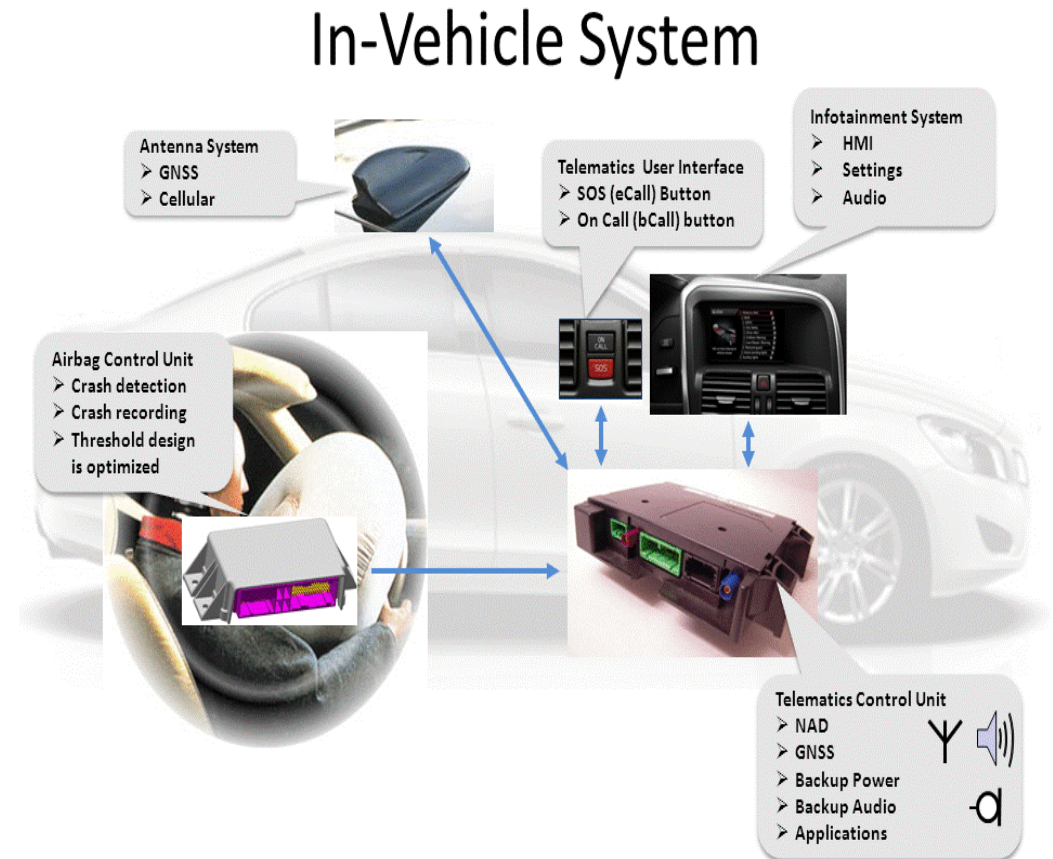 In-Vehicle System
Antenna System
GNSS
Cellular
Telematics User Interface
SOS (eCall) Button
On Call (bCall) button
Infotainment System
HMI
Settings
Audio
ON
CALL
SOS
Airbag Control Unit
Crash detection
Crash recording
Threshold design
is optimized
Telematics Control Unit
NAD
GNSS
Backup Power
Backup Audio
Applications